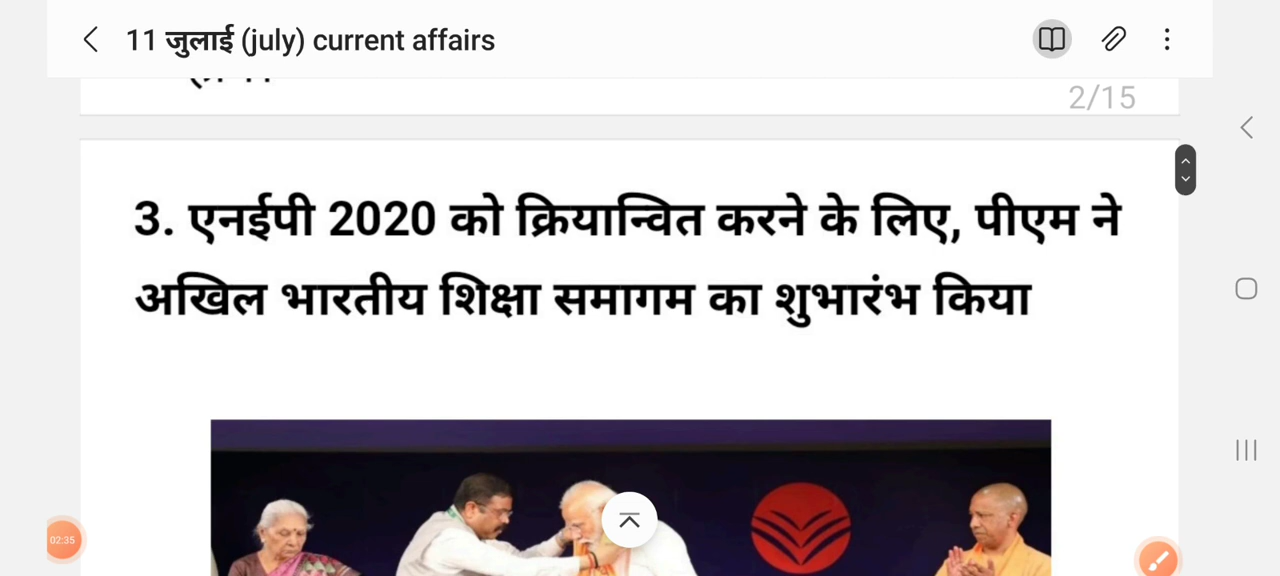 11 जुलाई (july) current affairs
2/15
3. एनईपी 2020 को क्रियान्वित करने के लिए, पीएम ने
अखिल भारतीय शिक्षा समागम का शुभारंभ किया
02:35